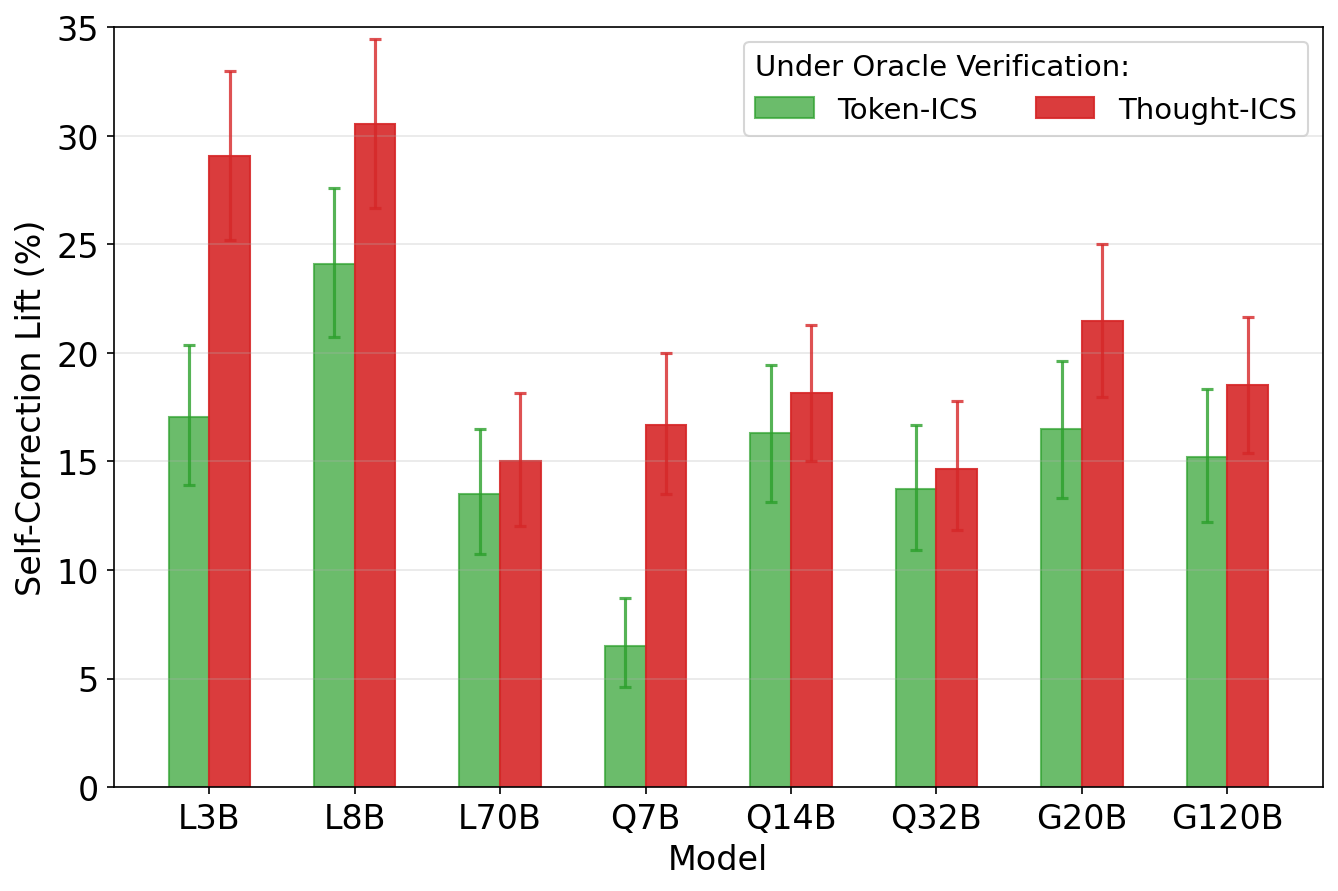 35
30
25
20
15
10
5
0
Self-Correction Lift (%)
Under Oracle Verification:
Token-ICS Thought-ICS
L3B L8B L70B Q7B Q14B Q32B G20B G120B
Model